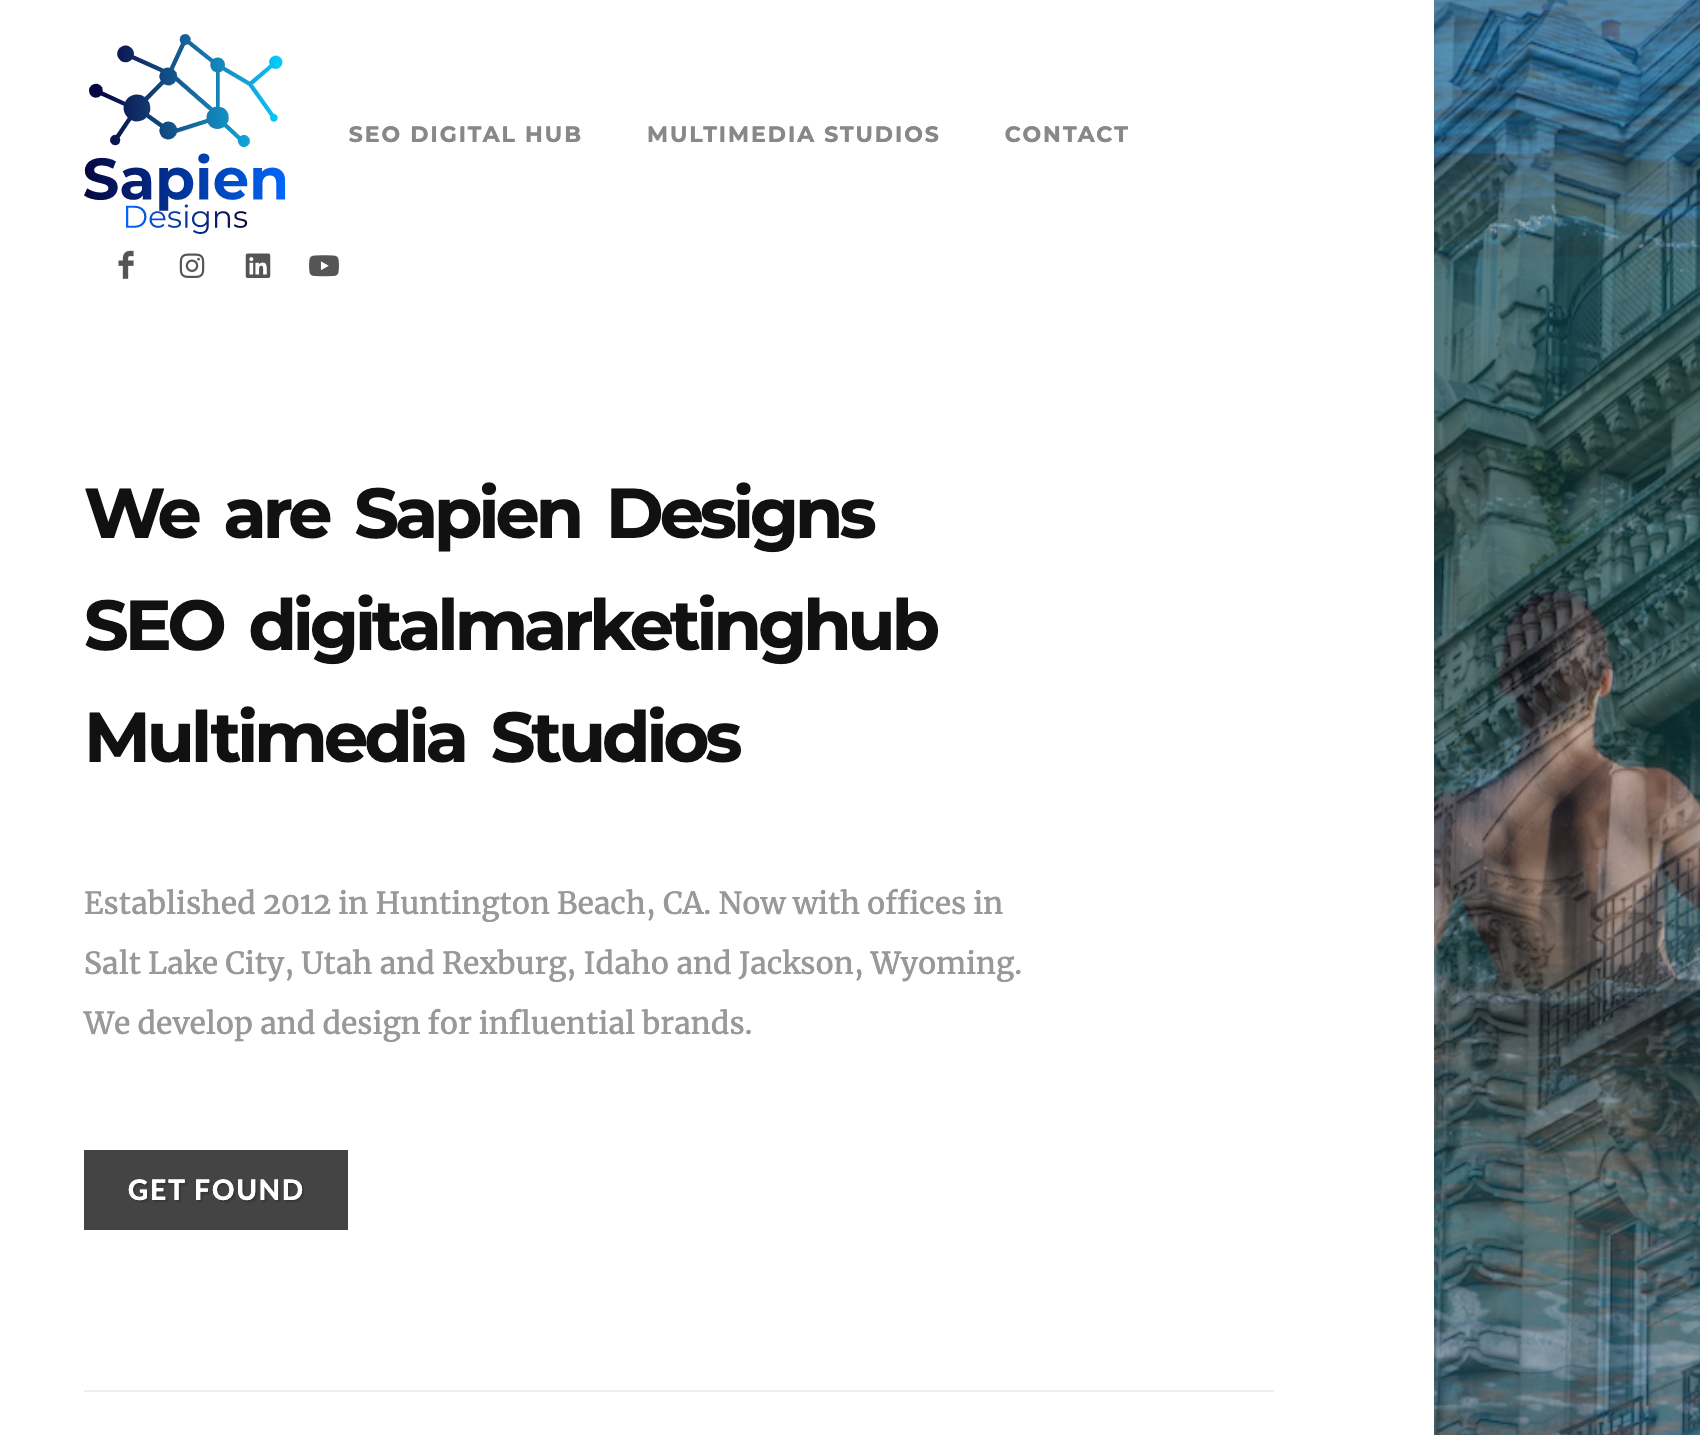 Sapien
Designs
SEO DIGITAL HUB
MULTIMEDIA STUDIOS
CONTACT
We are Sapien Designs
SEO digitalmarketinghub
Multimedia Studios
Established 2012 in Huntington Beach, CA. Now with offices in
Salt Lake City, Utah and Rexburg, Idaho and Jackson, Wyoming.
We develop and design for influential brands.
GET FOUND